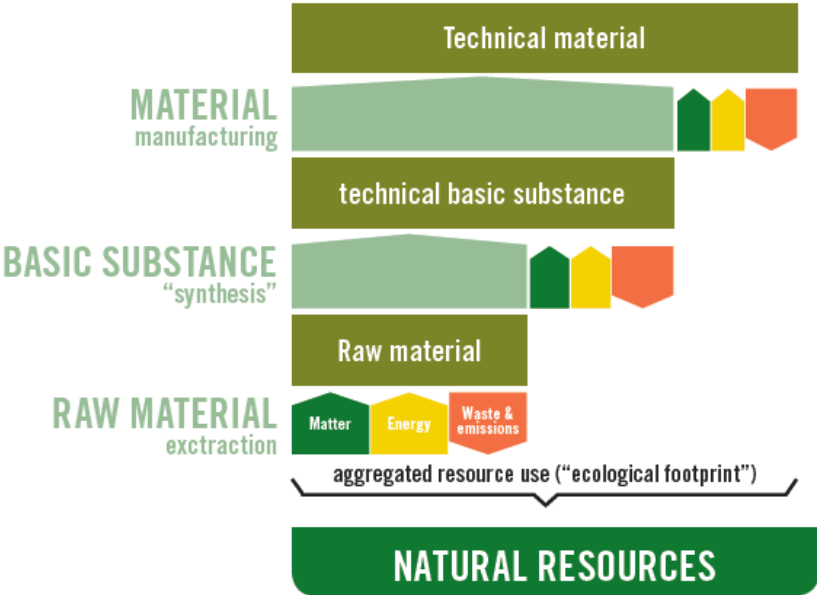 Technical material
MATERIAL
manufacturing
technical basic substance
BASIC SUBSTANCE
“synthesis”
Raw material
RAW MATERIAL
exctraction
Matter
Energy
Waste &
emissions
aggregated resource use (“ecological footprint”)
NATURAL RESOURCES